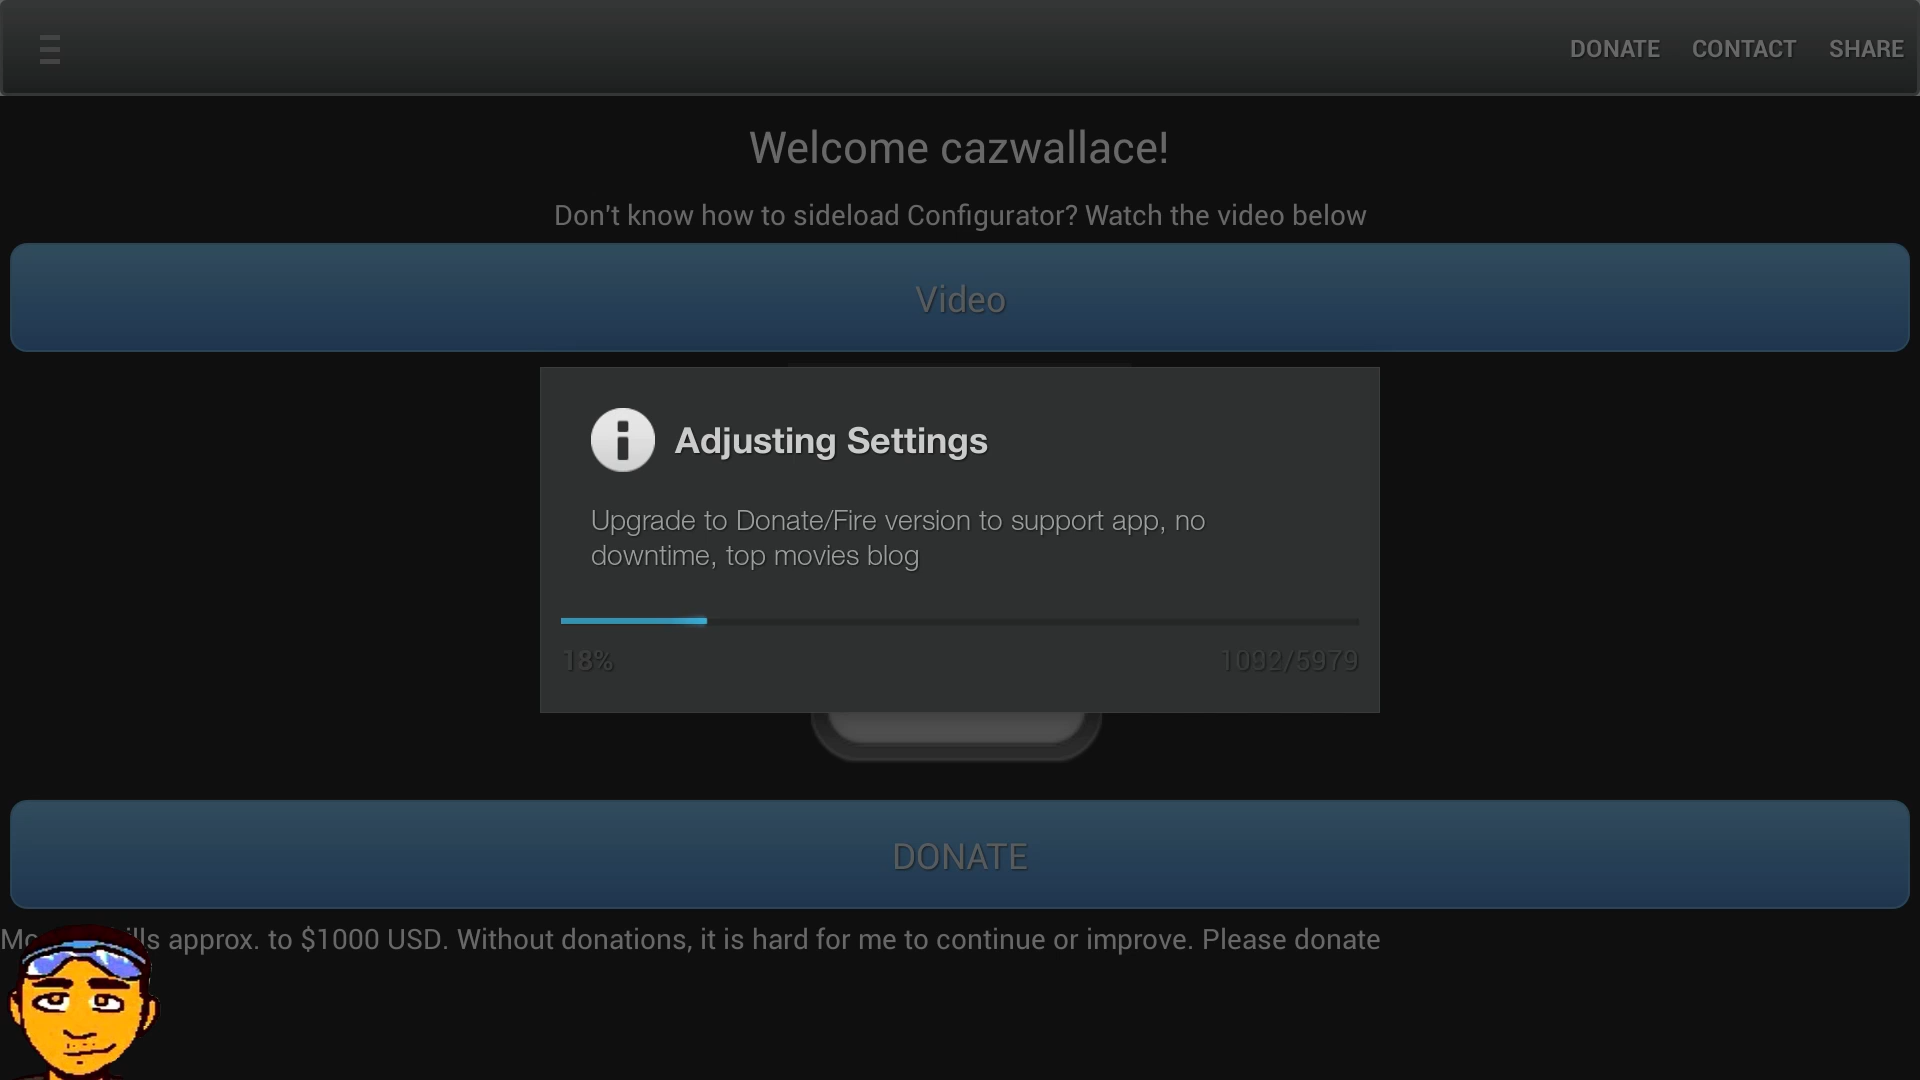 DONATE CONTACT SHARE
Welcome cazwallace!
Don't know how to sideload Configurator? Watch the video below
Video
Adjusting Settings
Upgrade to Donate/Fire version to support app, no
downtime, top movies blog
18% 1092/5979
DONATE
approx. to $1000 USD. Without donations, it is hard for me to continue or improve. Please donate